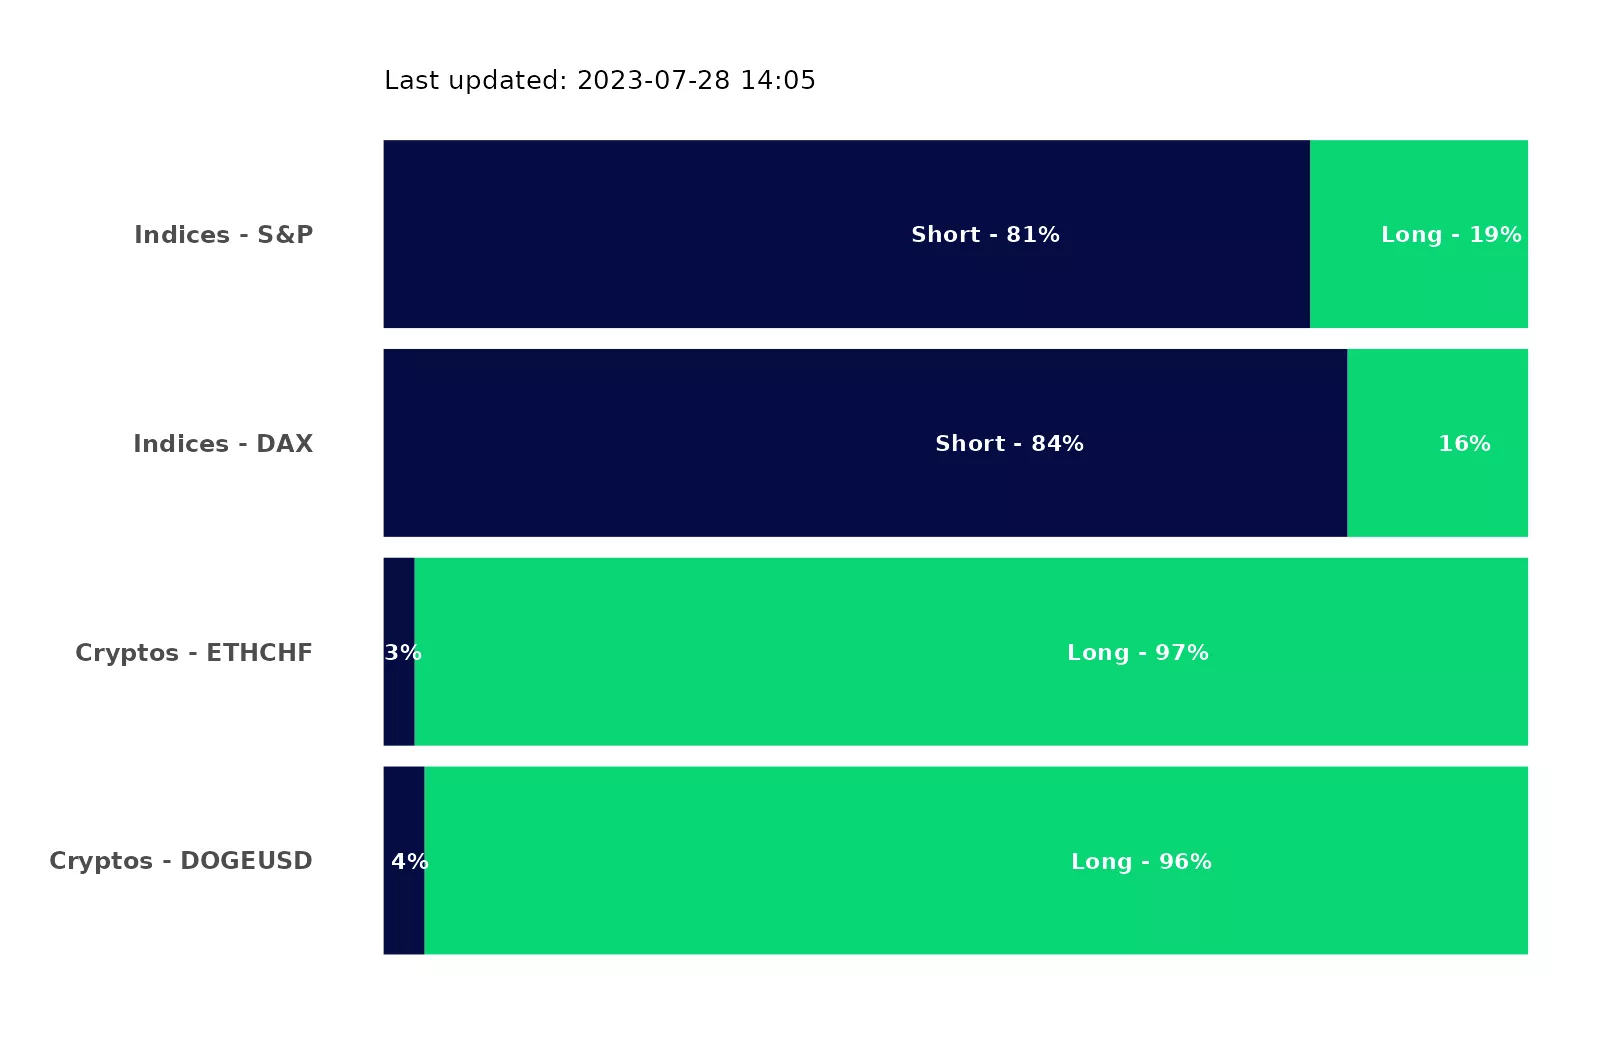 Last updated: 2023-07-28 14:05
Indices - S&P
Short - 81%
Long - 19%
Indices - DAX
Short - 84%
16%
Cryptos - ETHCHF
3%
Long - 97%
Cryptos - DOGEUSD
4%
Long - 96%